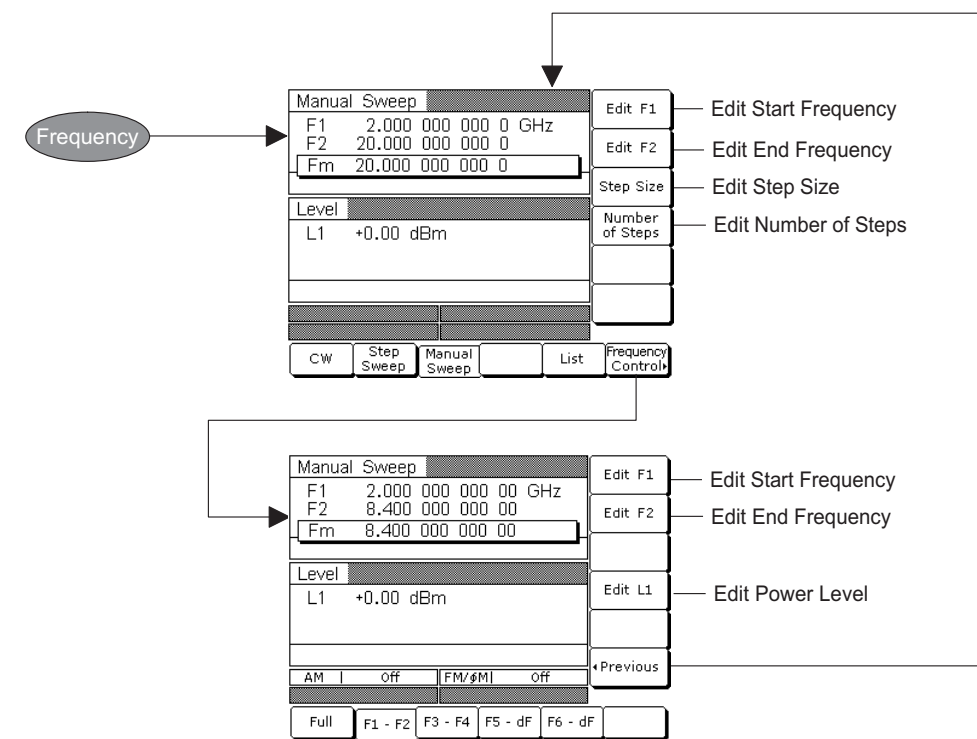 Frequency
Manual Sweep
F1 2.000 000 000 0 GHz
F2 20.000 000 000 0
Fm 20.000 000 000 0
Level
L1 +0.00 dBm
Edit F1
Edit F2
Step Size
Number
of Steps
Edit Start Frequency
Edit End Frequency
Edit Step Size
Edit Number of Steps
CW
Step
Sweep
Manual
Sweep
List
Frequency
Control▸
Manual Sweep
F1 2.000 000 000 00 GHz
F2 8.400 000 000 00
Fm 8.400 000 000 00
Level
L1 +0.00 dBm
AM | Off FM/ϕM| Off
Edit F1
Edit F2
Edit L1
◂Previous
Edit Start Frequency
Edit End Frequency
Edit Power Level
Full
F1 - F2
F3 - F4
F5 - dF
F6 - dF